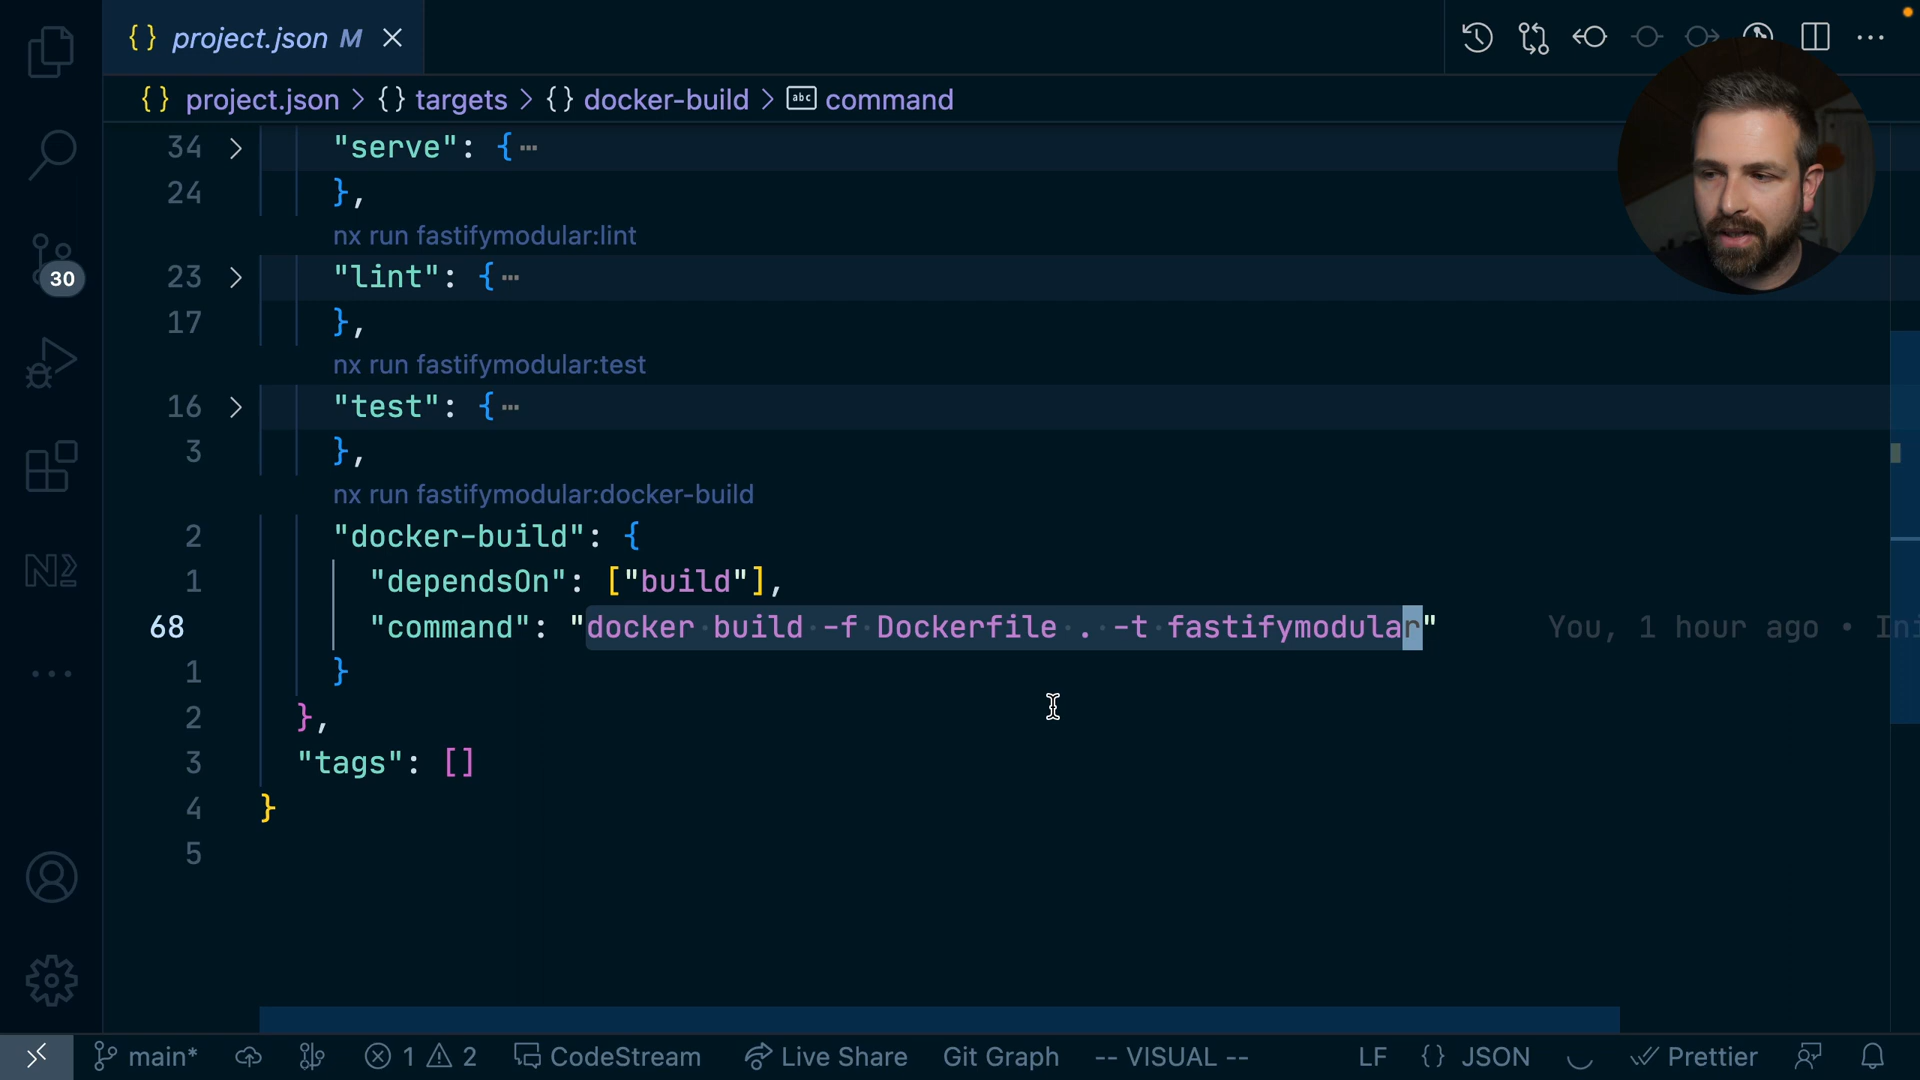 {} project.json M
{} project.json > {} targets > {} docker-build > abc command
34 > "serve": {…
24 },
nx run fastifymodular:lint
23 > "lint": {…
17 },
nx run fastifymodular:test
16 > "test": {…
3 },
nx run fastifymodular:docker-build
2 "docker-build": {
1 "dependsOn": ["build"],
68 "command": "docker build -f Dockerfile . -t fastifymodular" You, 1 hour ago •
1 }
2 },
3 "tags": []
4 }
5
30
main* 1 2 CodeStream Live Share Git Graph -- VISUAL -- LF {} JSON Prettier